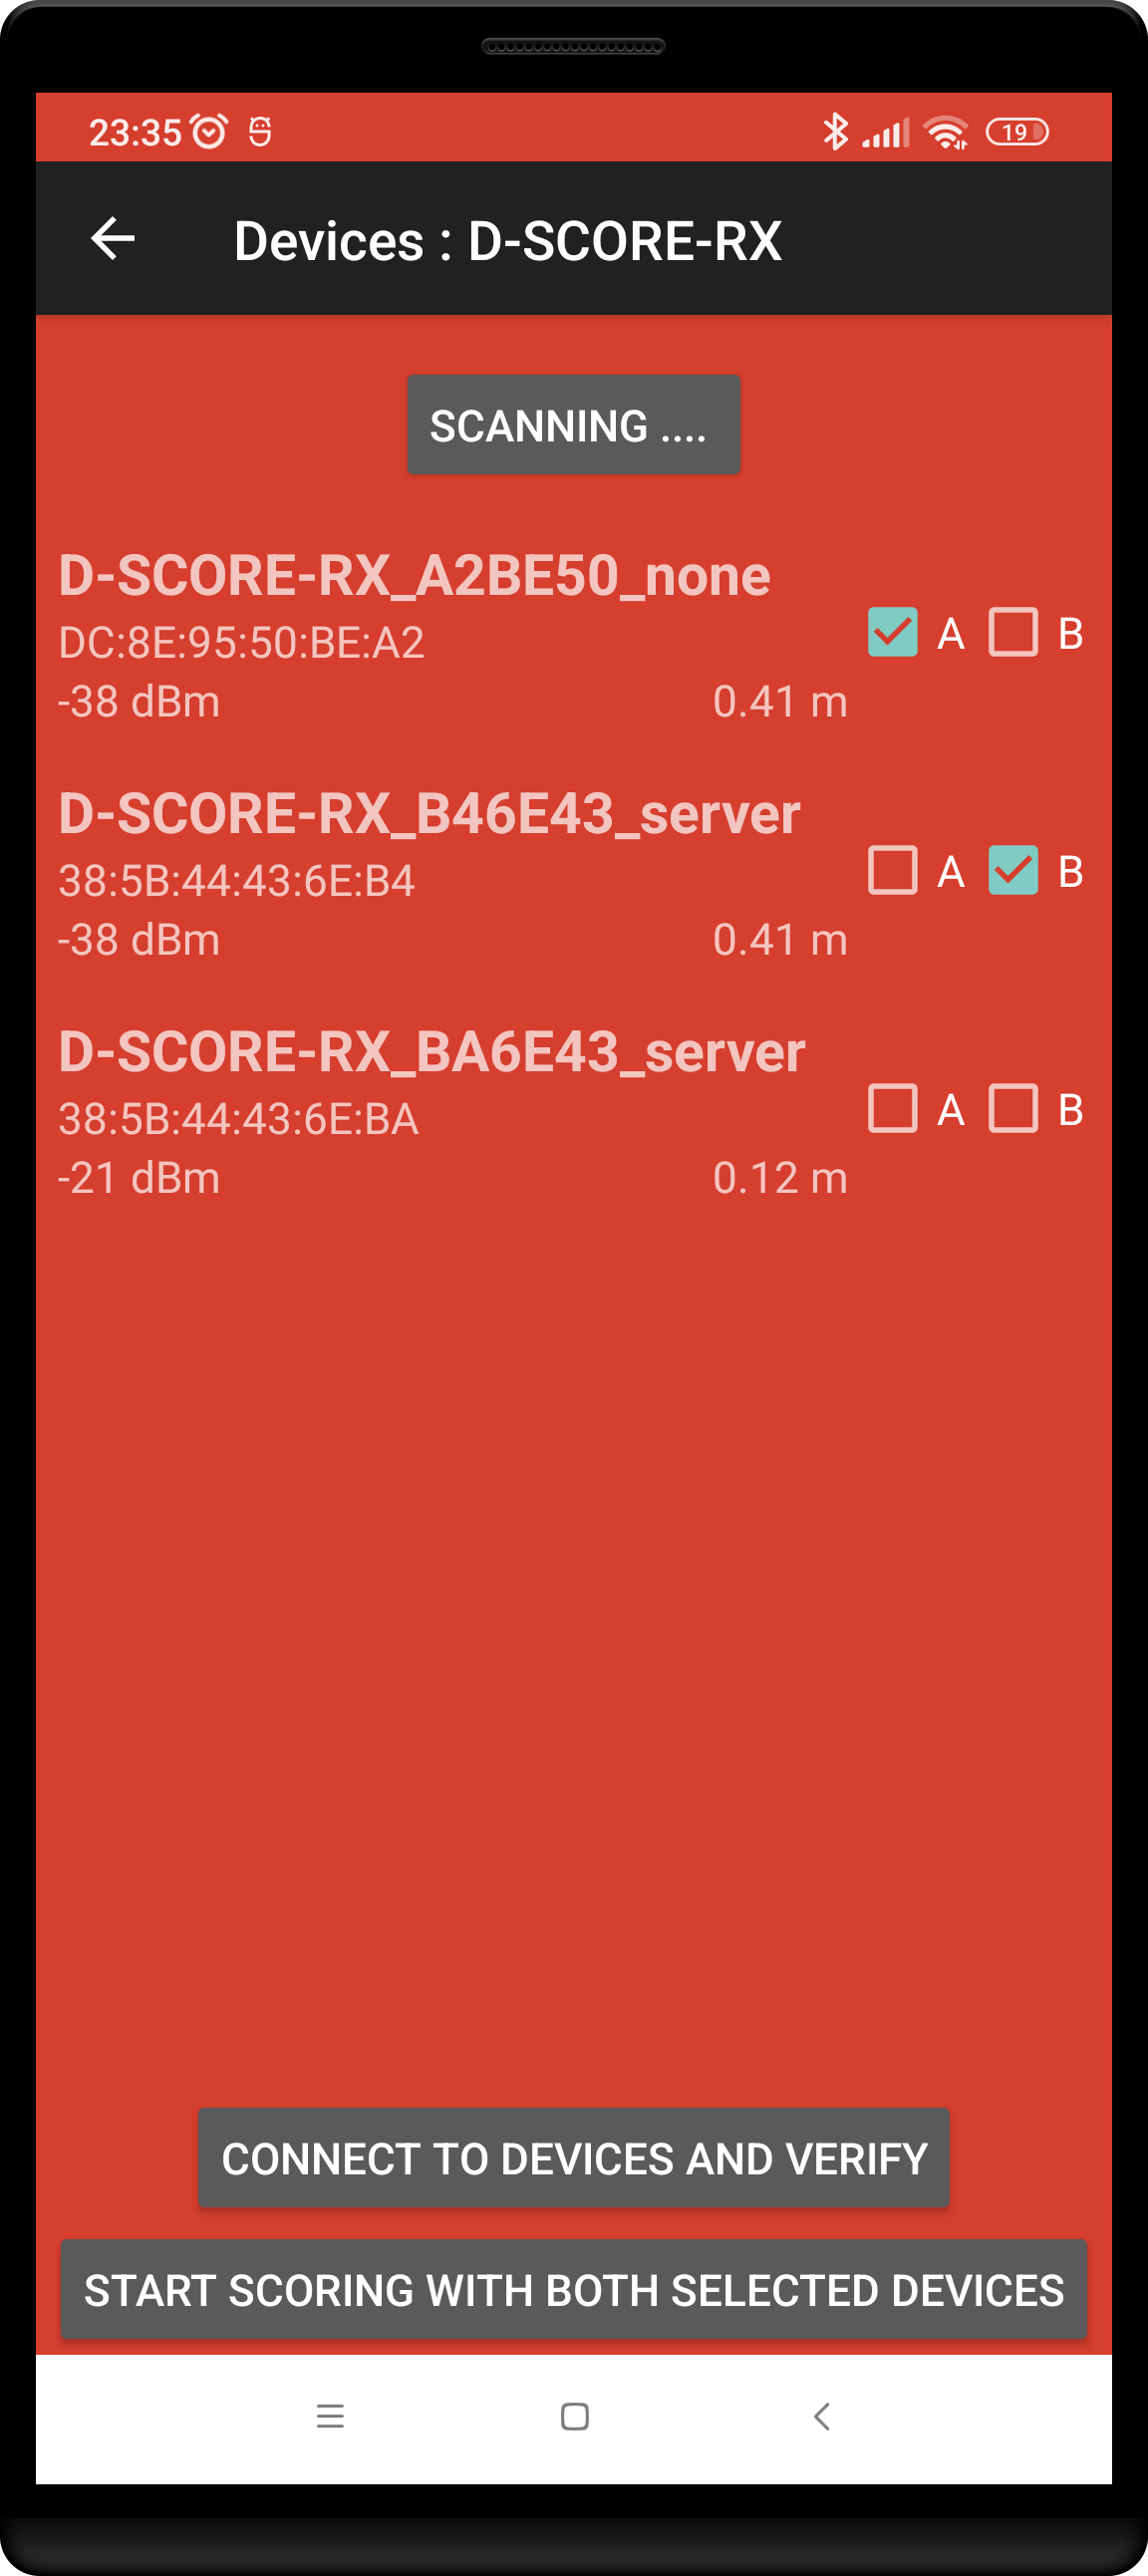 23:35
19
Devices : D-SCORE-RX
SCANNING ....
D-SCORE-RX_A2BE50_none
DC:8E:95:50:BE:A2
A B
-38 dBm 0.41 m
D-SCORE-RX_B46E43_server
38:5B:44:43:6E:B4
A B
-38 dBm 0.41 m
D-SCORE-RX_BA6E43_server
38:5B:44:43:6E:BA
A B
-21 dBm 0.12 m
CONNECT TO DEVICES AND VERIFY
START SCORING WITH BOTH SELECTED DEVICES